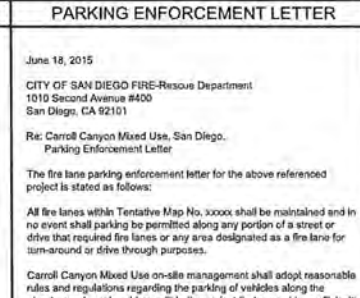 PARKING ENFORCEMENT LETTER
June 18, 2015
CITY OF SAN DIEGO FIRE-Rescue Department
1010 Second Avenue #400
San Diego, CA 92101
Re: Carroll Canyon Mixed Use, San Diego,
Parking Enforcement Letter
The fire lane parking enforcement letter for the above referenced
project is stated as follows:
All fire lanes within Tentative Map No. xxxxx shall be maintained and in
no event shall parking be permitted along any portion of a street or
drive that required fire lanes or any area designated as a fire lane for
turn-around or drive through purposes.
Carroll Canyon Mixed Use on-site management shall adopt reasonable
rules and regulations regarding the parking of vehicles along the